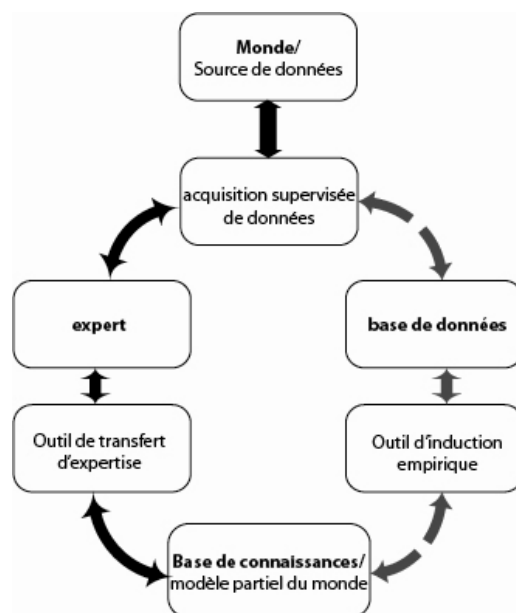 Monde/
Source de données
acquisition supervisée
de données
expert
base de données
Outil de transfert
d'expertise
Outil d'induction
empirique
Base de connaissances/
modèle partiel du monde